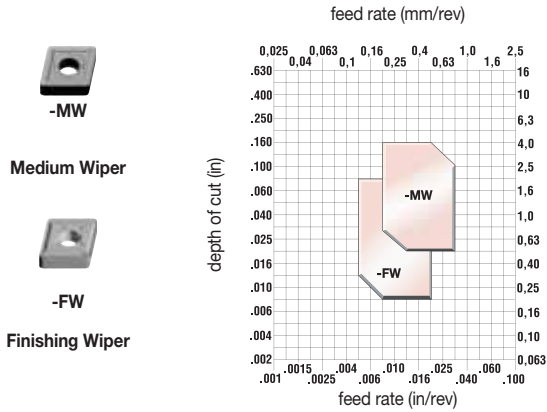 feed rate (mm/rev)
0,025 0,063 0,16 0,4 1,0 2,5
0,04 0,1 0,25 0,63 1,6
-MW
Medium Wiper
-FW
Finishing Wiper
depth of cut (in)
.630 16
.400 10
.250 6,3
.160 4,0
.100 2,5
.060 1,6
.040 1,0
.025 0,63
.016 0,40
.010 0,25
.006 0,16
.004 0,10
.002 0,063
-MW
-FW
.0015 .004 .010 .025 .060
.001 .0025 .006 .016 .040 .100
feed rate (in/rev)